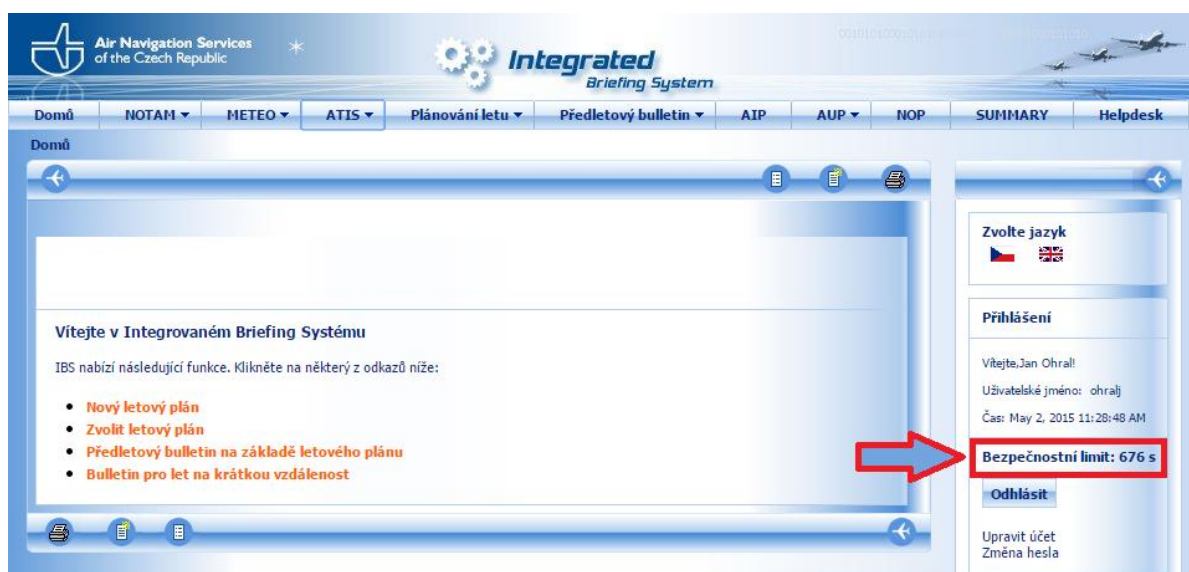 Air Navigation Services
of the Czech Republic
Integrated
Briefing System
Domů NOTAM METEO ATIS Plánování letu Předletový bulletin AIP AUP NOP SUMMARY Helpdesk
Domů
Vítejte v Integrovaném Briefing Systému
IBS nabízí následující funkce. Klikněte na některý z odkazů níže:
Nový letový plán
Zvolit letový plán
Předletový bulletin na základě letového plánu
Bulletin pro let na krátkou vzdálenost
Zvolte jazyk
Přihlášení
Vítejte,Jan Ohral!
Uživatelské jméno: ohralj
Čas: May 2, 2015 11:28:48 AM
Bezpečnostní limit: 676 s
Odhlásit
Upravit účet
Změna hesla